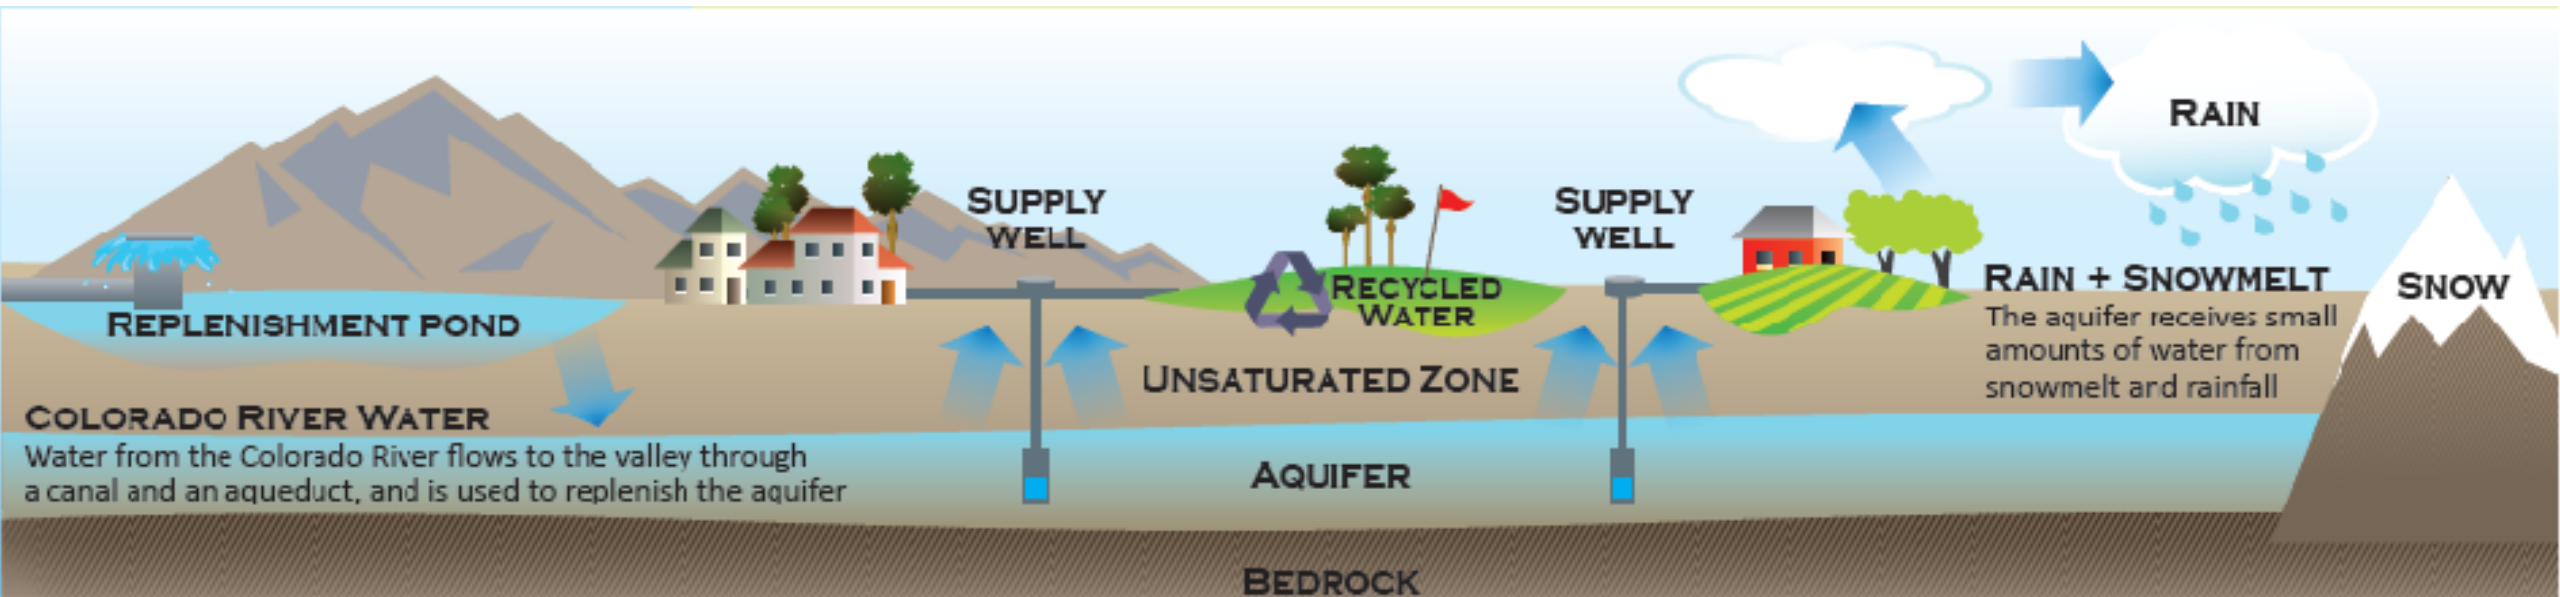 RAIN
SUPPLY
WELL
SUPPLY
WELL
RAIN + SNOWMELT
The aquifer receives small
amounts of water from
snowmelt and rainfall
SNOW
RECYCLED
WATER
REPLENISHMENT POND
UNSATURATED ZONE
COLORADO RIVER WATER
Water from the Colorado River flows to the valley through
a canal and an aqueduct, and is used to replenish the aquifer
AQUIFER
BEDROCK